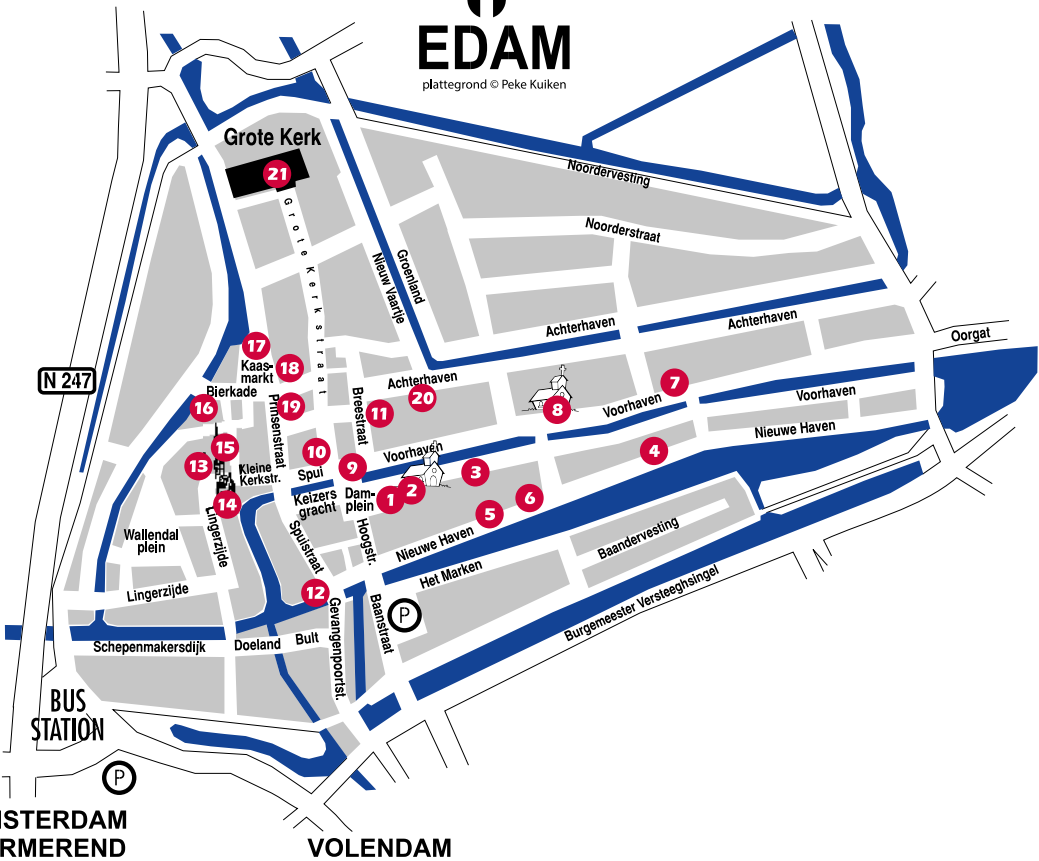 EDAM
plattegrond © Peke Kuiken
Grote Kerk
21
Noordervesting
Grote Kerkstraat
Noorderstraat
Groenland
Nieuw Vaartje
Achterhaven
Achterhaven
Oorgat
17
Kaas-
markt
18
N 247
Bierkade
Achterhaven
7
16
Prinsenstraat
19
Breestraat
11
20
8
Voorhaven
Voorhaven
Nieuwe Haven
15
10
Voorhaven
4
13
Kleine
Kerkstr.
Spui
9
3
14
Keizers
gracht
Dam-
plein
1
2
6
5
Lingerzijde
Wallendal
plein
Spuistraat
Hoogstr.
Nieuwe Haven
Baandervesting
Het Marken
Lingerzijde
12
Gevangenpoortst.
Baanstraat
P
Burgemeester Versteeghsingel
Schepenmakersdijk
Doeland
Bult
BUS
STATION
P
STERDAM
RMEREND
VOLENDAM